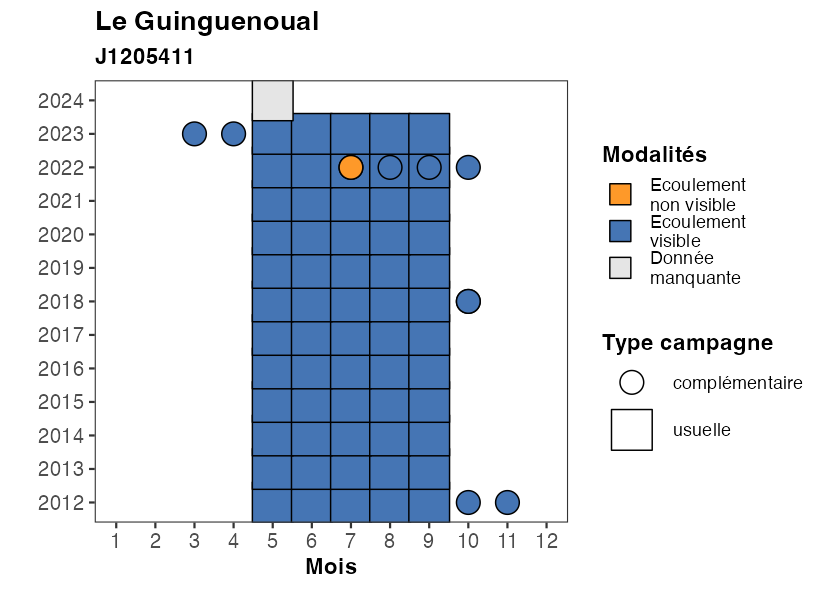 Le Guinguenoual
J1205411
2024
2023
2022
2021
2020
2019
2018
2017
2016
2015
2014
2013
2012
1 2 3 4 5 6 7 8 9 10 11 12
Mois
Modalités
Ecoulement
non visible
Ecoulement
visible
Donnée
manquante
Type campagne
complémentaire
usuelle